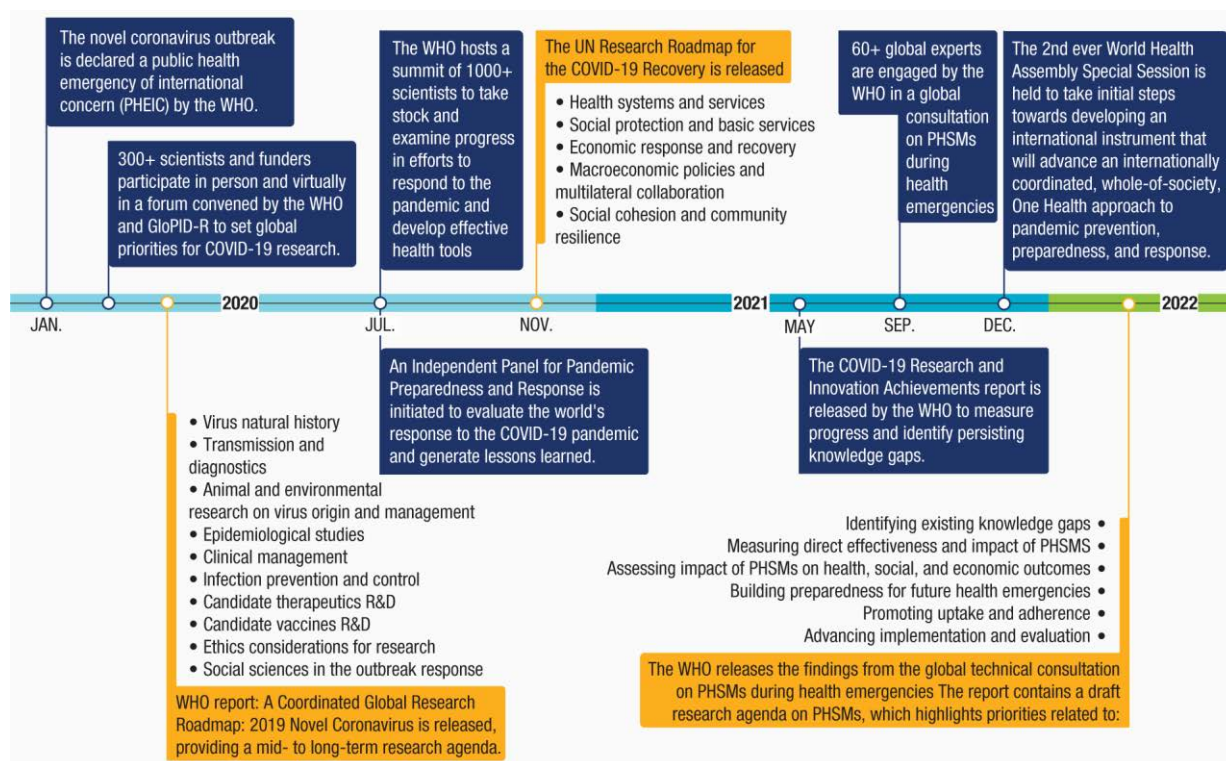 The novel coronavirus outbreak
is declared a public health
emergency of international
concern (PHEIC) by the WHO.
300+ scientists and funders
participate in person and virtually
in a forum convened by the WHO
and GloPID-R to set global
priorities for COVID-19 research.
The WHO hosts a
summit of 1000+
scientists to take
stock and
examine progress
in efforts to
respond to the
pandemic and
develop effective
health tools
The UN Research Roadmap for
the COVID-19 Recovery is released
• Health systems and services
• Social protection and basic services
• Economic response and recovery
• Macroeconomic policies and
multilateral collaboration
• Social cohesion and community
resilience
60+ global experts
are engaged by the
WHO in a global
consultation
on PHSMs
during
health
emergencies
The 2nd ever World Health
Assembly Special Session is
held to take initial steps
towards developing an
international instrument that
will advance an internationally
coordinated, whole-of-society,
One Health approach to
pandemic prevention,
preparedness, and response.
2020
2021
2022
JAN.
JUL.
NOV.
MAY
SEP.
DEC.
An Independent Panel for Pandemic
Preparedness and Response is
initiated to evaluate the world's
response to the COVID-19 pandemic
and generate lessons learned.
The COVID-19 Research and
Innovation Achievements report is
released by the WHO to measure
progress and identify persisting
knowledge gaps.
• Virus natural history
• Transmission and
diagnostics
• Animal and environmental
research on virus origin and management
• Epidemiological studies
• Clinical management
• Infection prevention and control
• Candidate therapeutics R&D
• Candidate vaccines R&D
• Ethics considerations for research
• Social sciences in the outbreak response
WHO report: A Coordinated Global Research
Roadmap: 2019 Novel Coronavirus is released,
providing a mid- to long-term research agenda.
Identifying existing knowledge gaps •
Measuring direct effectiveness and impact of PHSMS •
Assessing impact of PHSMs on health, social, and economic outcomes •
Building preparedness for future health emergencies •
Promoting uptake and adherence •
Advancing implementation and evaluation •
The WHO releases the findings from the global technical consultation
on PHSMs during health emergencies The report contains a draft
research agenda on PHSMs, which highlights priorities related to: